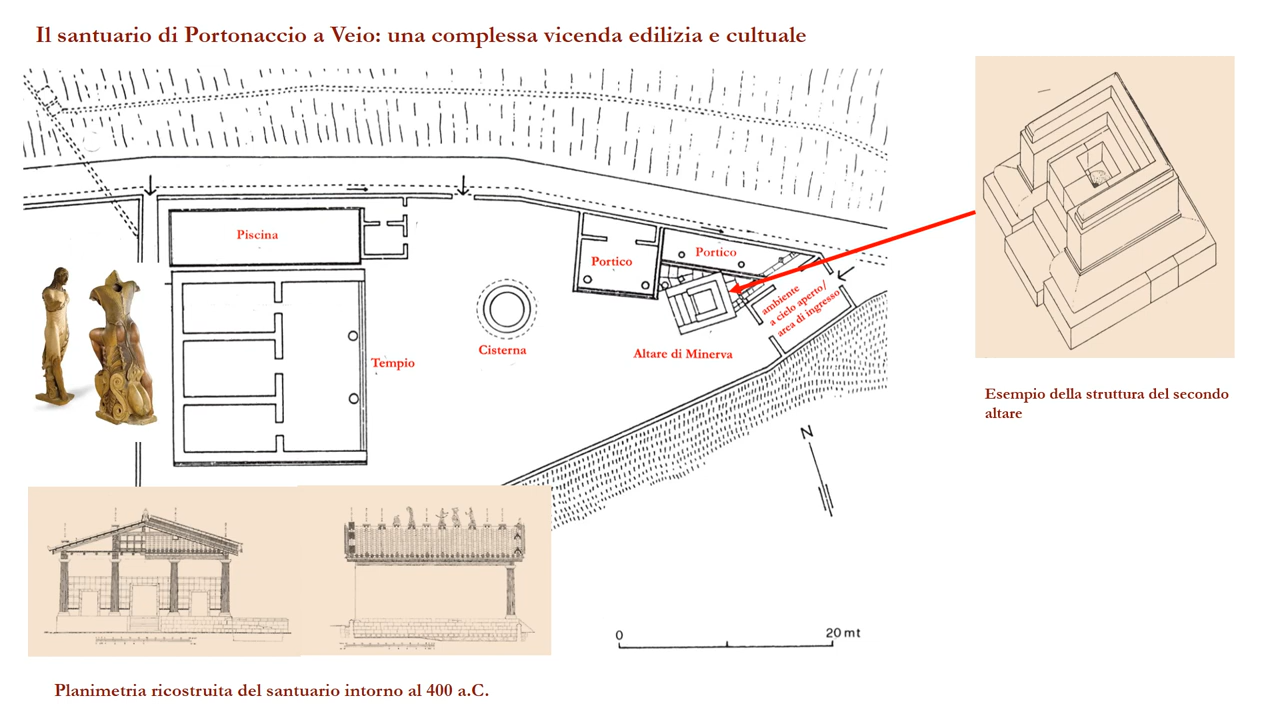 Il santuario di Portonaccio a Veio: una complessa vicenda edilizia e cultuale
Piscina
Portico
Portico
ambiente
a cielo aperto/
area di ingresso
Cisterna
Altare di Minerva
Tempio
Esempio della struttura del secondo
altare
N
0
20 mt
Planimetria ricostruita del santuario intorno al 400 a.C.